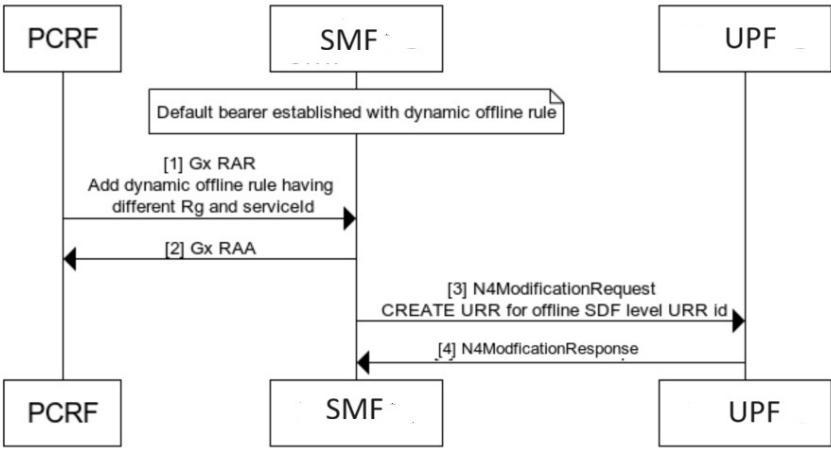 PCRF
SMF
UPF
Default bearer established with dynamic offline rule
[1] Gx RAR
Add dynamic offline rule having
different Rg and serviceId
[2] Gx RAA
[3] N4ModificationRequest
CREATE URR for offline SDF level URR id
[4] N4ModficationResponse
PCRF
SMF
UPF